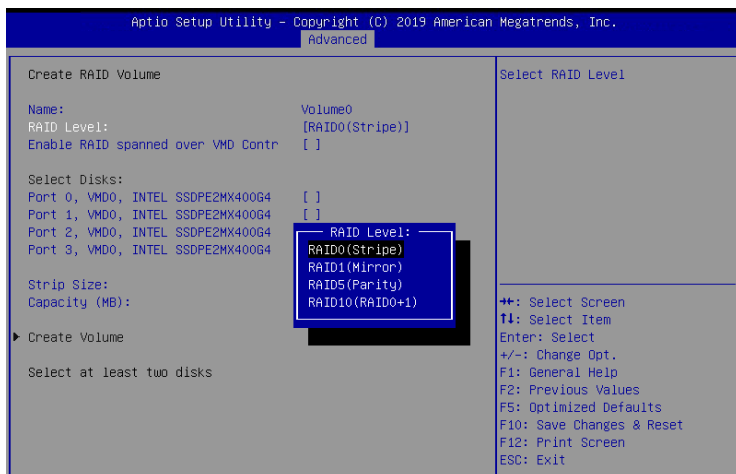 Aptio Setup Utility – Copyright (C) 2019 American Megatrends, Inc.
Advanced
Create RAID Volume
Name: Volume0
RAID Level: [RAID0(Stripe)]
Enable RAID spanned over VMD Contr [ ]
Select Disks:
Port 0, VMD0, INTEL SSDPE2MX400G4 [ ]
Port 1, VMD0, INTEL SSDPE2MX400G4 [ ]
Port 2, VMD0, INTEL SSDPE2MX400G4
Port 3, VMD0, INTEL SSDPE2MX400G4
Strip Size:
Capacity (MB):
Create Volume
Select at least two disks
RAID Level:
RAID0(Stripe)
RAID1(Mirror)
RAID5(Parity)
RAID10(RAID0+1)
Select RAID Level
→←: Select Screen
↑↓: Select Item
Enter: Select
+/-: Change Opt.
F1: General Help
F2: Previous Values
F5: Optimized Defaults
F10: Save Changes & Reset
F12: Print Screen
ESC: Exit